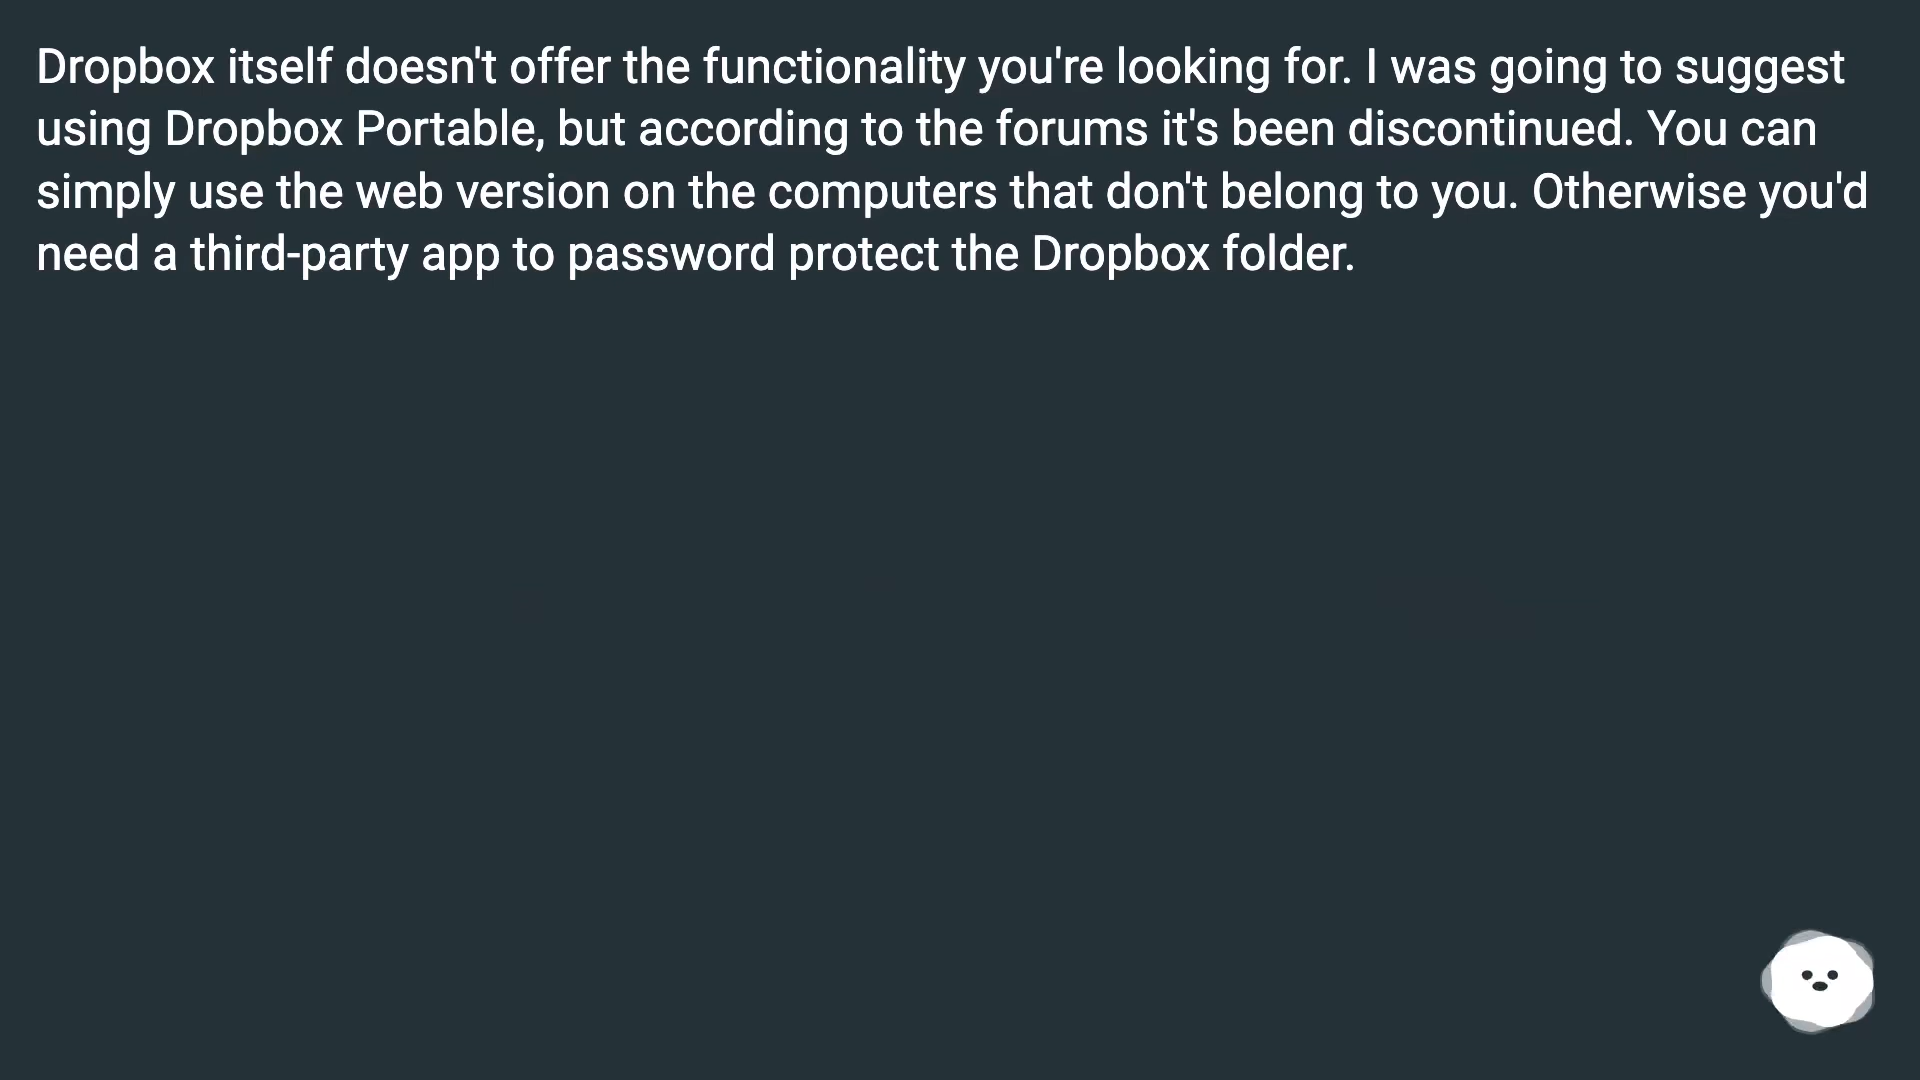 Dropbox itself doesn't offer the functionality you're looking for. I was going to suggest
using Dropbox Portable, but according to the forums it's been discontinued. You can
simply use the web version on the computers that don't belong to you. Otherwise you'd
need a third-party app to password protect the Dropbox folder.